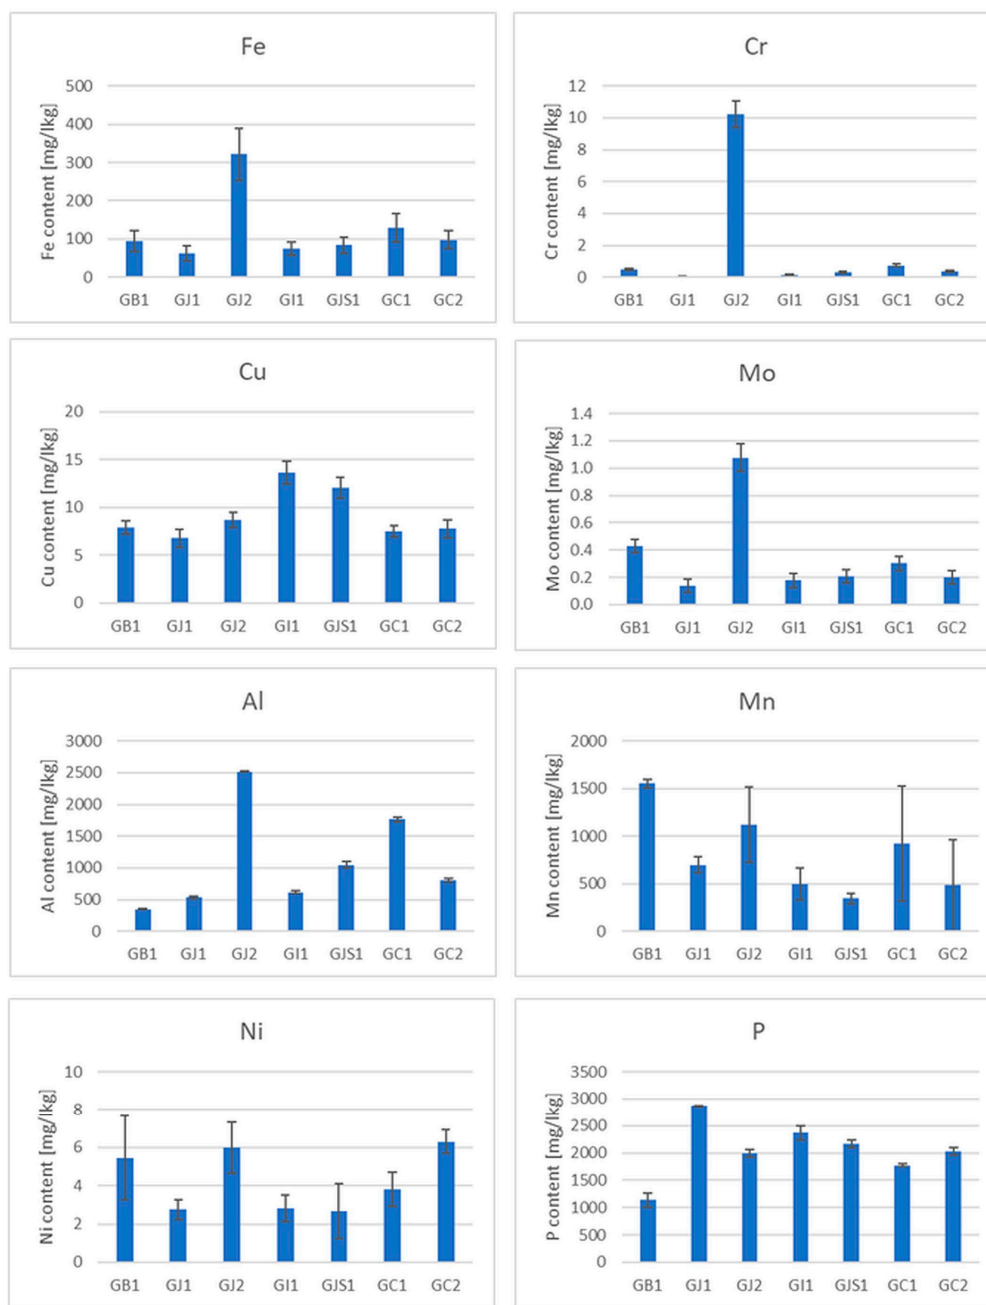 Fe
Fe content [mg/lkg]
500
400
300
200
100
0
GB1 GJ1 GJ2 GI1 GJS1 GC1 GC2
Cr
Cr content [mg/lkg]
12
10
8
6
4
2
0
GB1 GJ1 GJ2 GI1 GJS1 GC1 GC2
Cu
Cu content [mg/lkg]
20
15
10
5
0
GB1 GJ1 GJ2 GI1 GJS1 GC1 GC2
Mo
Mo content [mg/lkg]
1.4
1.2
1.0
0.8
0.6
0.4
0.2
0.0
GB1 GJ1 GJ2 GI1 GJS1 GC1 GC2
Al
Al content [mg/lkg]
3000
2500
2000
1500
1000
500
0
GB1 GJ1 GJ2 GI1 GJS1 GC1 GC2
Mn
Mn content [mg/lkg]
2000
1500
1000
500
0
GB1 GJ1 GJ2 GI1 GJS1 GC1 GC2
Ni
Ni content [mg/lkg]
10
8
6
4
2
0
GB1 GJ1 GJ2 GI1 GJS1 GC1 GC2
P
P content [mg/lkg]
3500
3000
2500
2000
1500
1000
500
0
GB1 GJ1 GJ2 GI1 GJS1 GC1 GC2